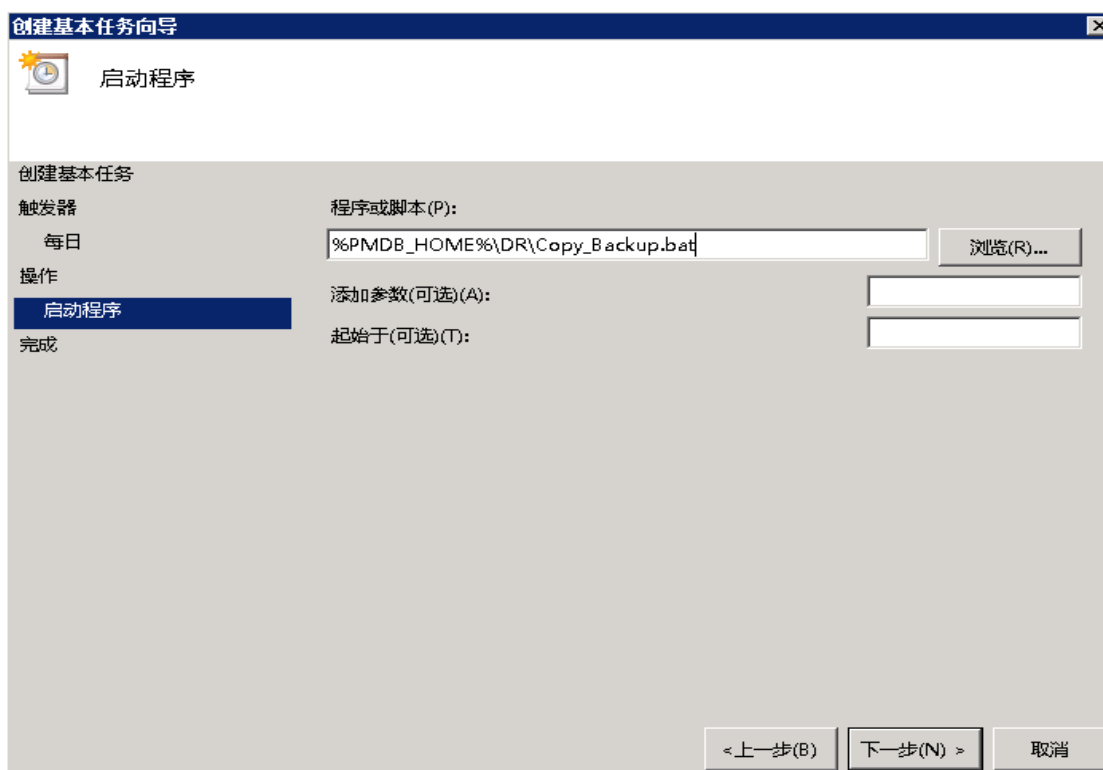 创建基本任务向导
启动程序
创建基本任务
触发器
每日
操作
启动程序
完成
程序或脚本(P):
%PMDB_HOME%\DR\Copy_Backup.bat
浏览(R)...
添加参数(可选)(A):
起始于(可选)(T):
<上一步(B)
下一步(N) >
取消